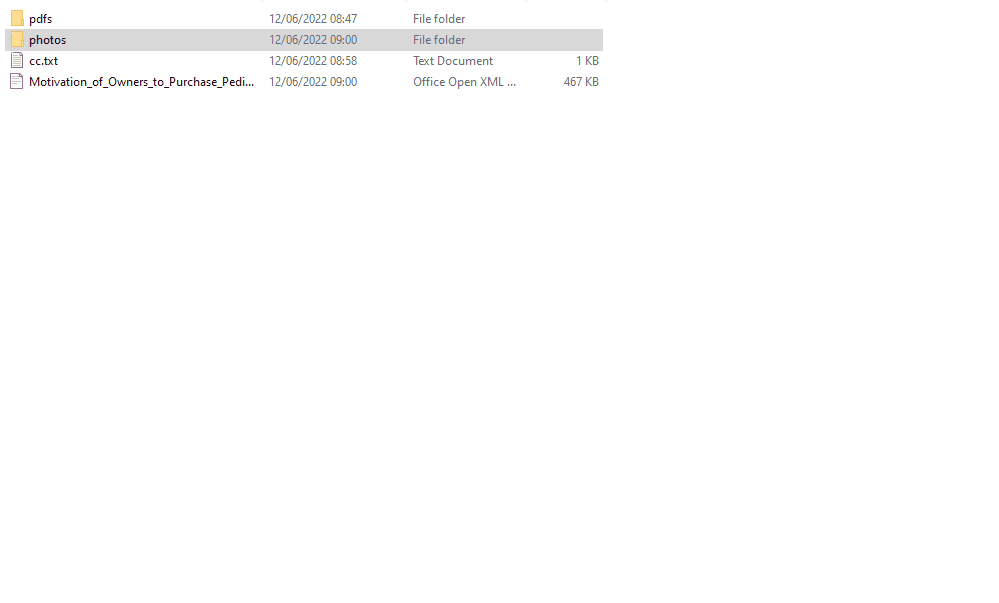 pdfs 12/06/2022 08:47 File folder
photos 12/06/2022 09:00 File folder
cc.txt 12/06/2022 08:58 Text Document 1 KB
Motivation_of_Owners_to_Purchase_Pedi... 12/06/2022 09:00 Office Open XML ... 467 KB